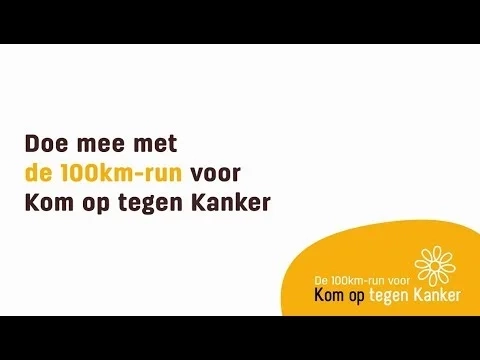 Doe mee met
de 100km-run voor
Kom op tegen Kanker
De 100km-run voor
Kom op tegen Kanker